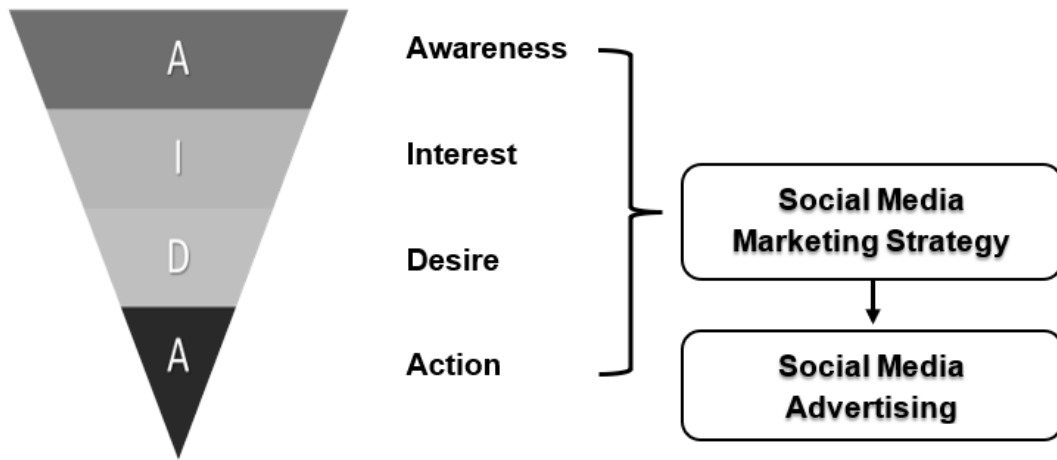 A
Awareness
I
Interest
D
Desire
A
Action
Social Media
Marketing Strategy
Social Media
Advertising